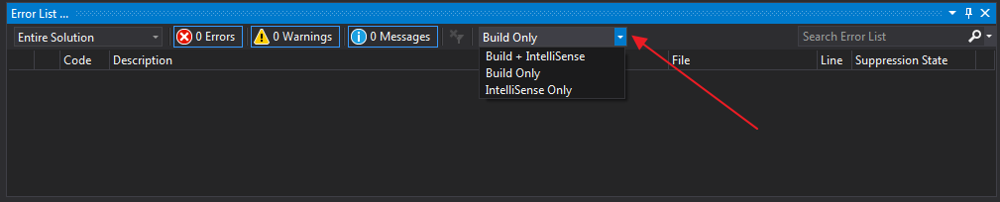 Error List ...
Entire Solution 0 Errors 0 Warnings 0 Messages Build Only Search Error List
Code Description File Line Suppression State
Build + IntelliSense
Build Only
IntelliSense Only